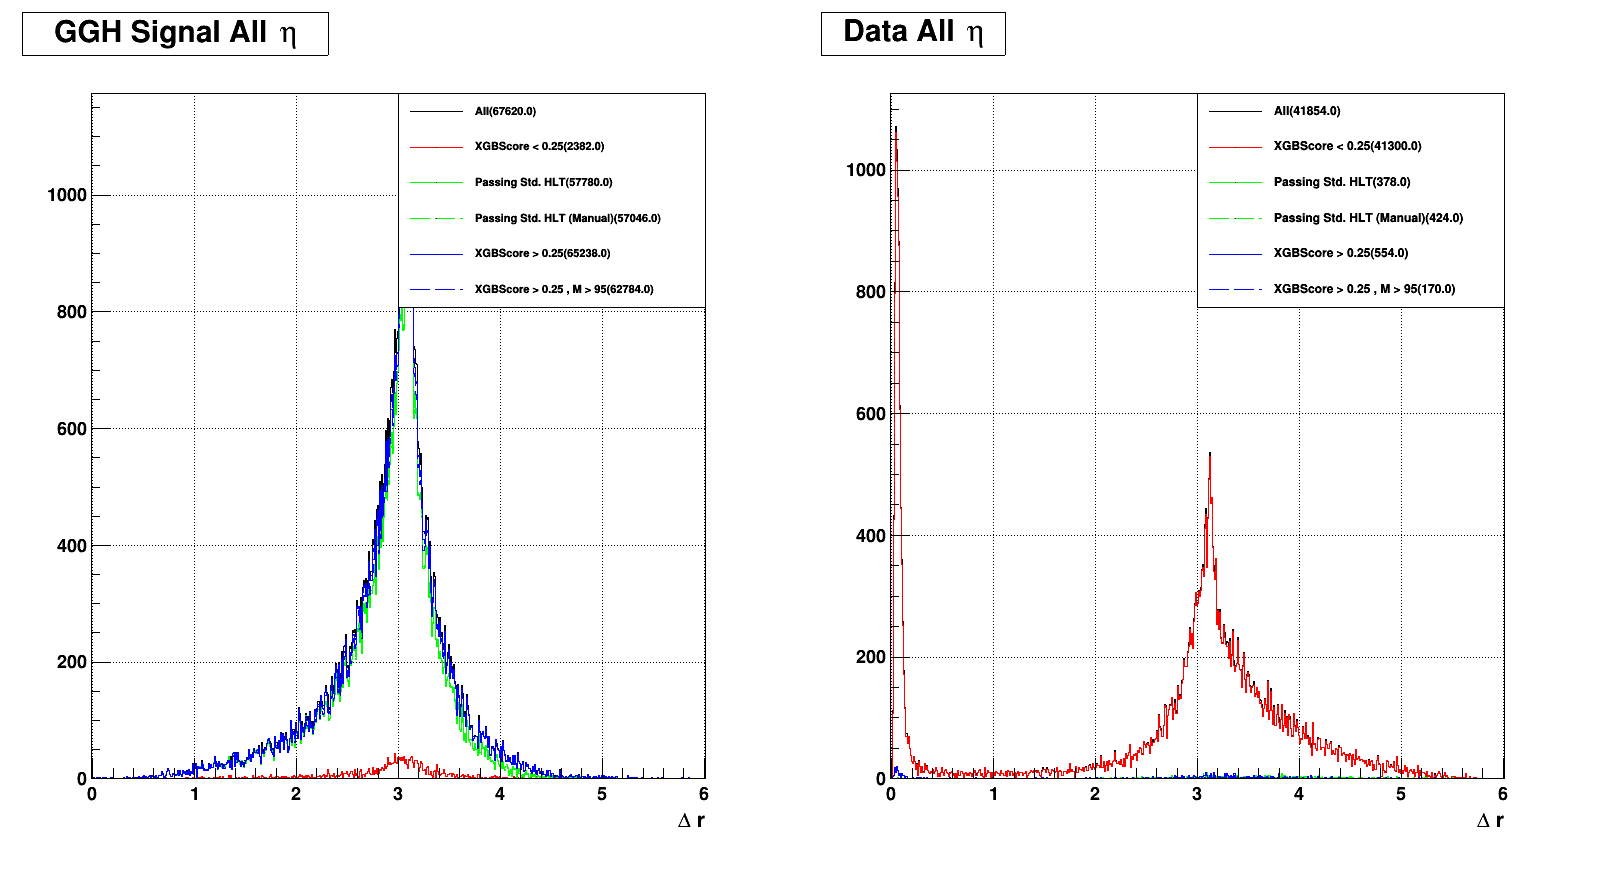 GGH Signal All η
All(67620.0)
XGBScore < 0.25(2382.0)
Passing Std. HLT(57780.0)
Passing Std. HLT (Manual)(57046.0)
XGBScore > 0.25(65238.0)
XGBScore > 0.25 , M > 95(62784.0)
1000
800
600
400
200
0
0 1 2 3 4 5 6
Δ r
Data All η
All(41854.0)
XGBScore < 0.25(41300.0)
Passing Std. HLT(378.0)
Passing Std. HLT (Manual)(424.0)
XGBScore > 0.25(554.0)
XGBScore > 0.25 , M > 95(170.0)
1000
800
600
400
200
0
0 1 2 3 4 5 6
Δ r